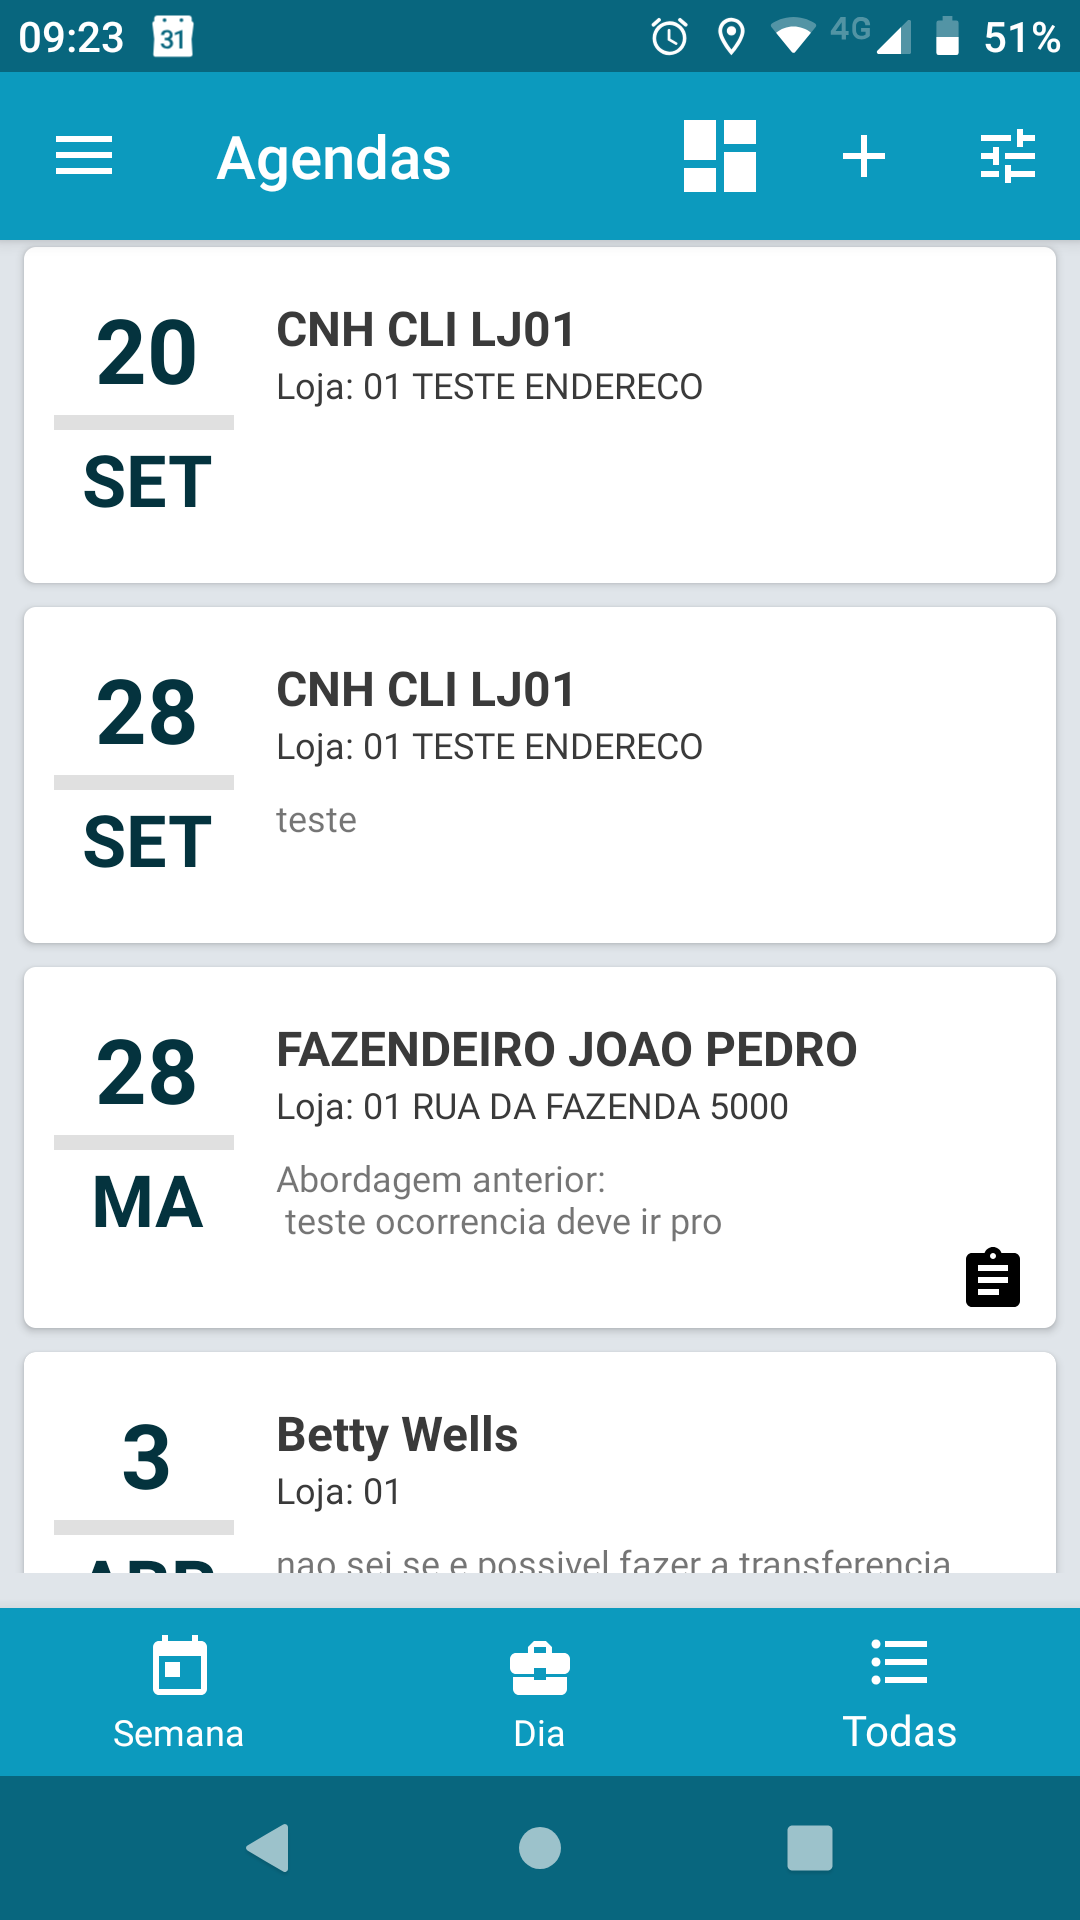 09:23 31 4G 51%
Agendas
20
SET
CNH CLI LJ01
Loja: 01 TESTE ENDERECO
28
SET
CNH CLI LJ01
Loja: 01 TESTE ENDERECO
teste
28
MA
FAZENDEIRO JOAO PEDRO
Loja: 01 RUA DA FAZENDA 5000
Abordagem anterior:
teste ocorrencia deve ir pro
3
Betty Wells
Loja: 01
nao sei se e possivel fazer a transferencia
Semana
Dia
Todas